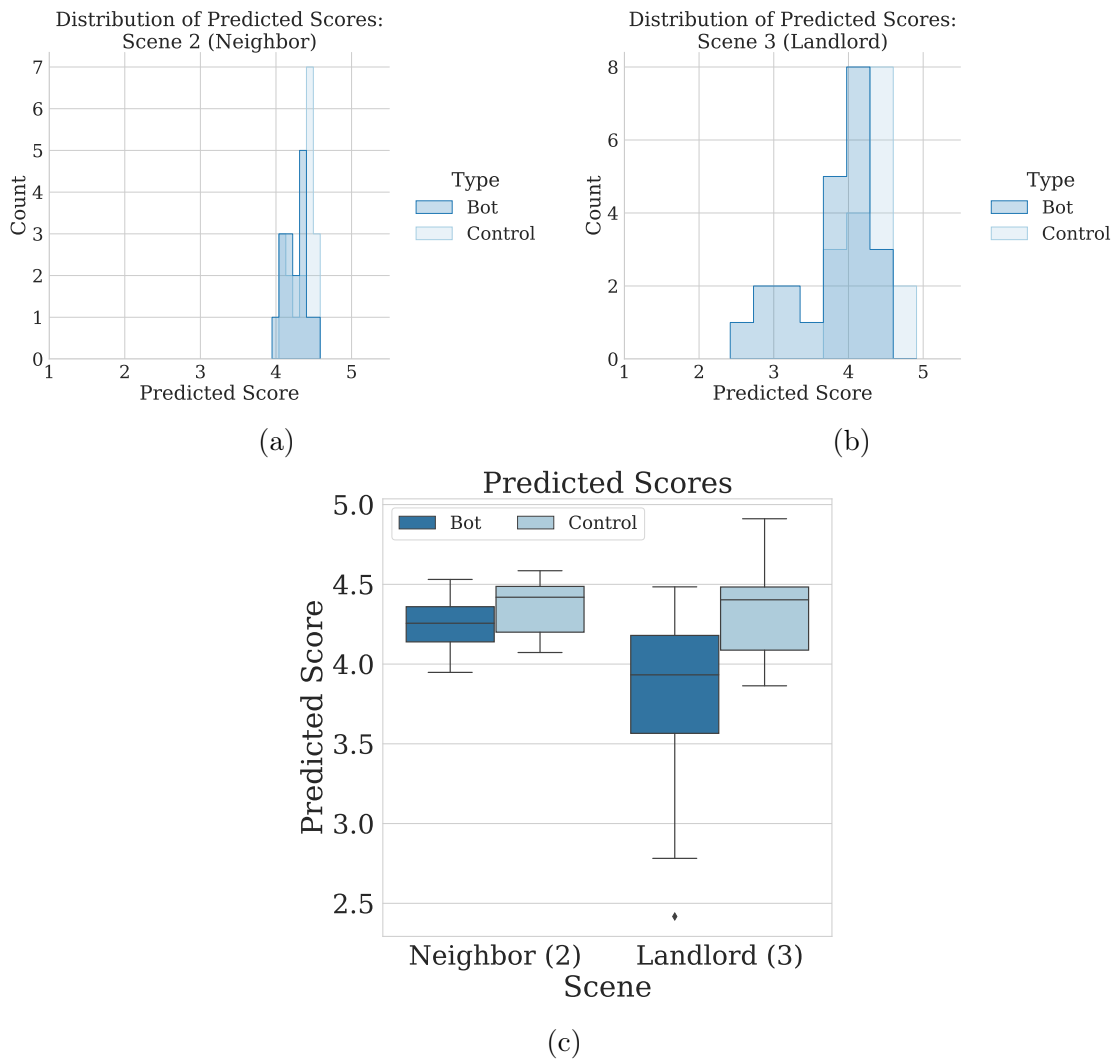 Distribution of Predicted Scores:
Scene 2 (Neighbor)
7
6
5
4
3
2
1
0
Count
1 2 3 4 5
Predicted Score
Type
Bot
Control
(a)
Distribution of Predicted Scores:
Scene 3 (Landlord)
8
6
4
2
0
Count
1 2 3 4 5
Predicted Score
Type
Bot
Control
(b)
Predicted Scores
Bot Control
5.0
4.5
4.0
3.5
3.0
2.5
Predicted Score
Neighbor (2) Landlord (3)
Scene
(c)